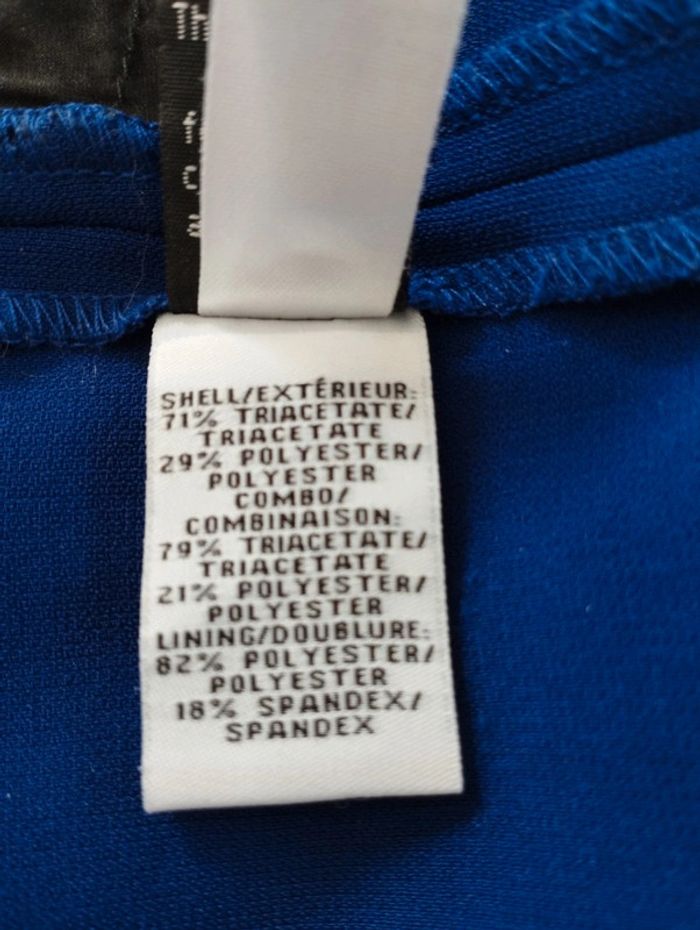 SHELL/EXTÉRIEUR:
71% TRIACETATE/
TRIACETATE
29% POLYESTER/
POLYESTER
COMBO/
COMBINAISON:
79% TRIACETATE/
TRIACETATE
21% POLYESTER/
POLYESTER
LINING/DOUBLURE:
82% POLYESTER/
POLYESTER
18% SPANDEX/
SPANDEX